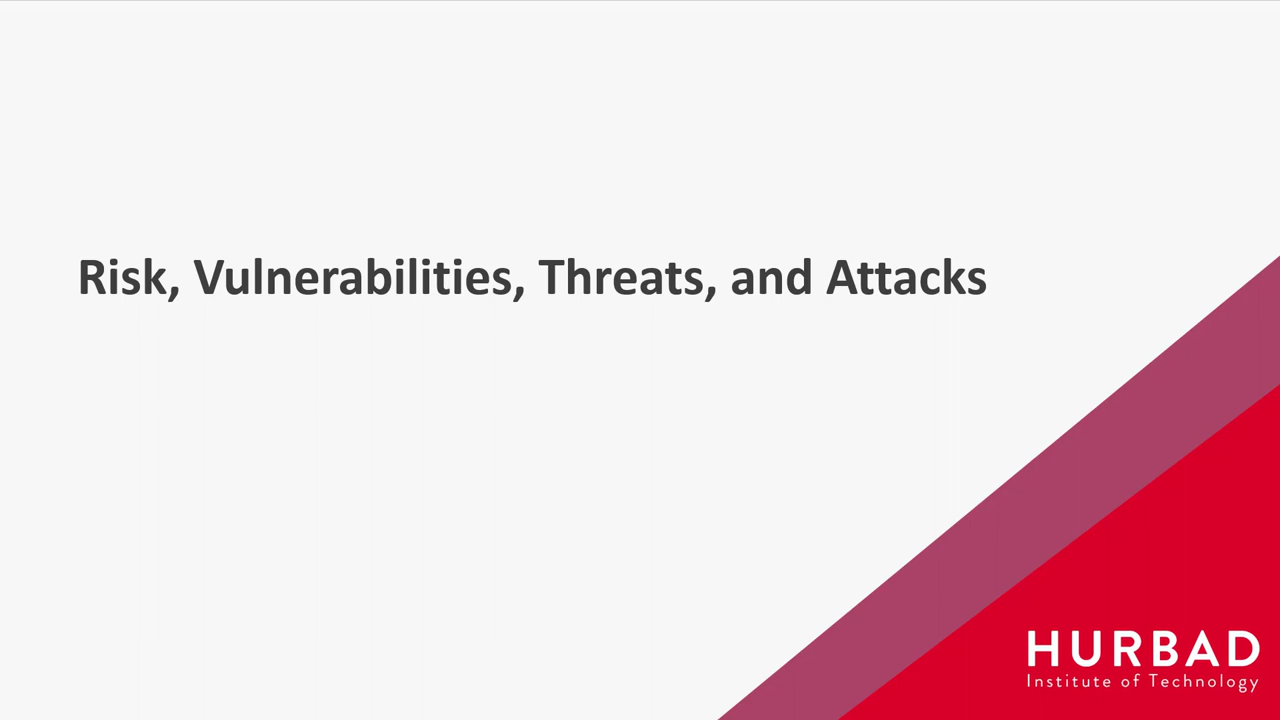 Risk, Vulnerabilities, Threats, and Attacks
HURBAD
Institute of Technology